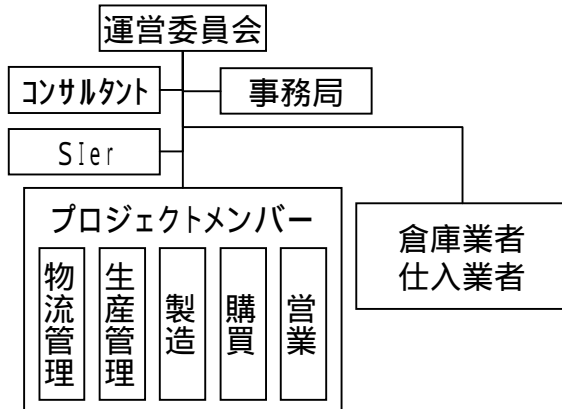 運営委員会
コンサルタント
事務局
SIer
プロジェクトメンバー
物流管理
生産管理
製造
購買
営業
倉庫業者
仕入業者